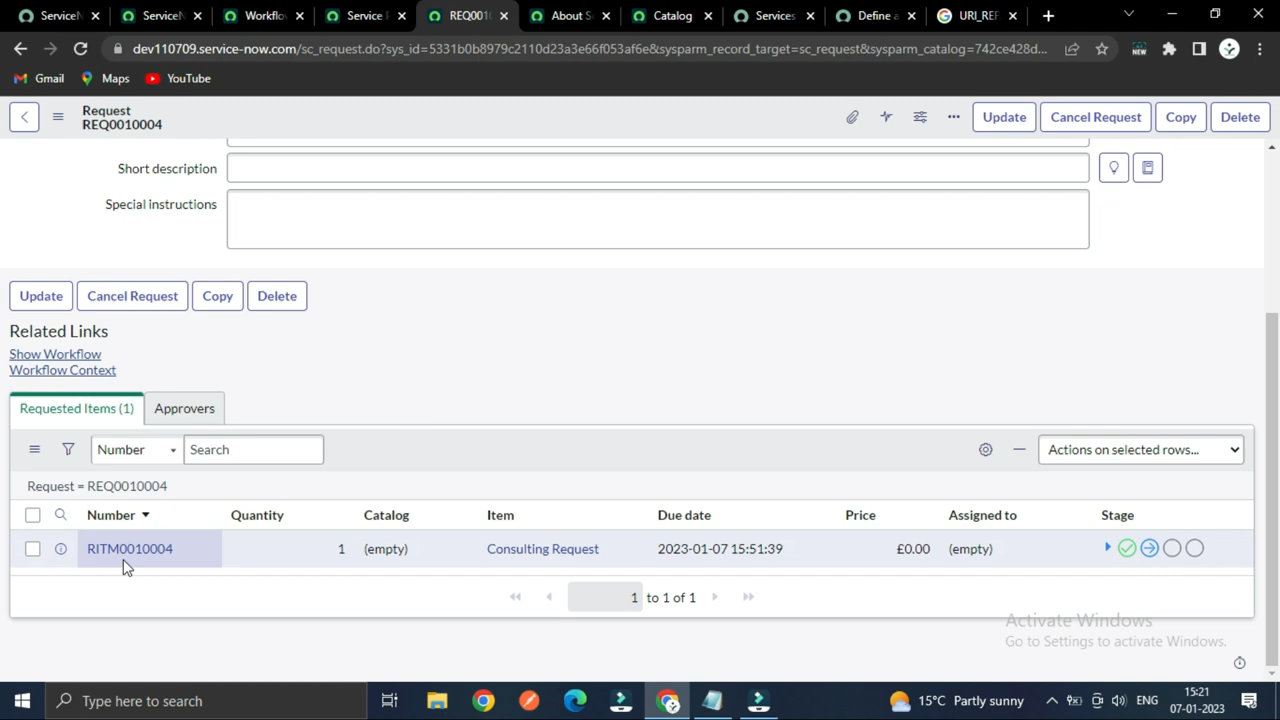 ServiceN
ServiceN
Workflow
Service P
REQ0010
About Se
Catalog
Services
Define a
URI_REF
dev110709.service-now.com/sc_request.do?sys_id=5331b0b8979c2110d23a3e66f053af6e&sysparm_record_target=sc_request&sysparm_catalog=742ce428d...
NEW
Gmail
Maps
YouTube
Request
REQ0010004
Update
Cancel Request
Copy
Delete
Short description
Special instructions
Update
Cancel Request
Copy
Delete
Related Links
Show Workflow
Workflow Context
Requested Items (1)
Approvers
Number
Search
Actions on selected rows...
Request = REQ0010004
Number
Quantity
Catalog
Item
Due date
Price
Assigned to
Stage
RITM0010004
1
(empty)
Consulting Request
2023-01-07 15:51:39
£0.00
(empty)
1 to 1 of 1
Activate Windows
Go to Settings to activate Windows.
Type here to search
15°C Partly sunny
ENG
15:21
07-01-2023